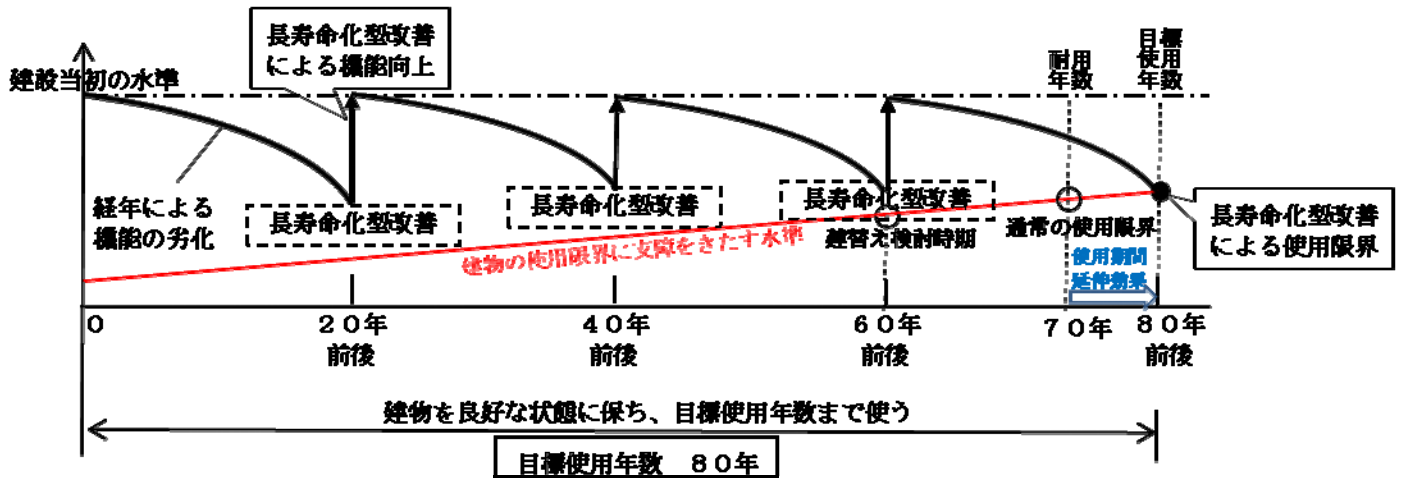 長寿命化型改善
による機能向上
建設当初の水準
耐用
年数
目標
使用
年数
経年による
機能の劣化
長寿命化型改善
長寿命化型改善
長寿命化型改善
建物の使用限界に支障をきたす水準
建替え検討時期
通常の使用限界
使用期間
延伸効果
長寿命化型改善
による使用限界
0
20年
前後
40年
前後
60年
前後
70年
80年
前後
建物を良好な状態に保ち、目標使用年数まで使う
目標使用年数 80年